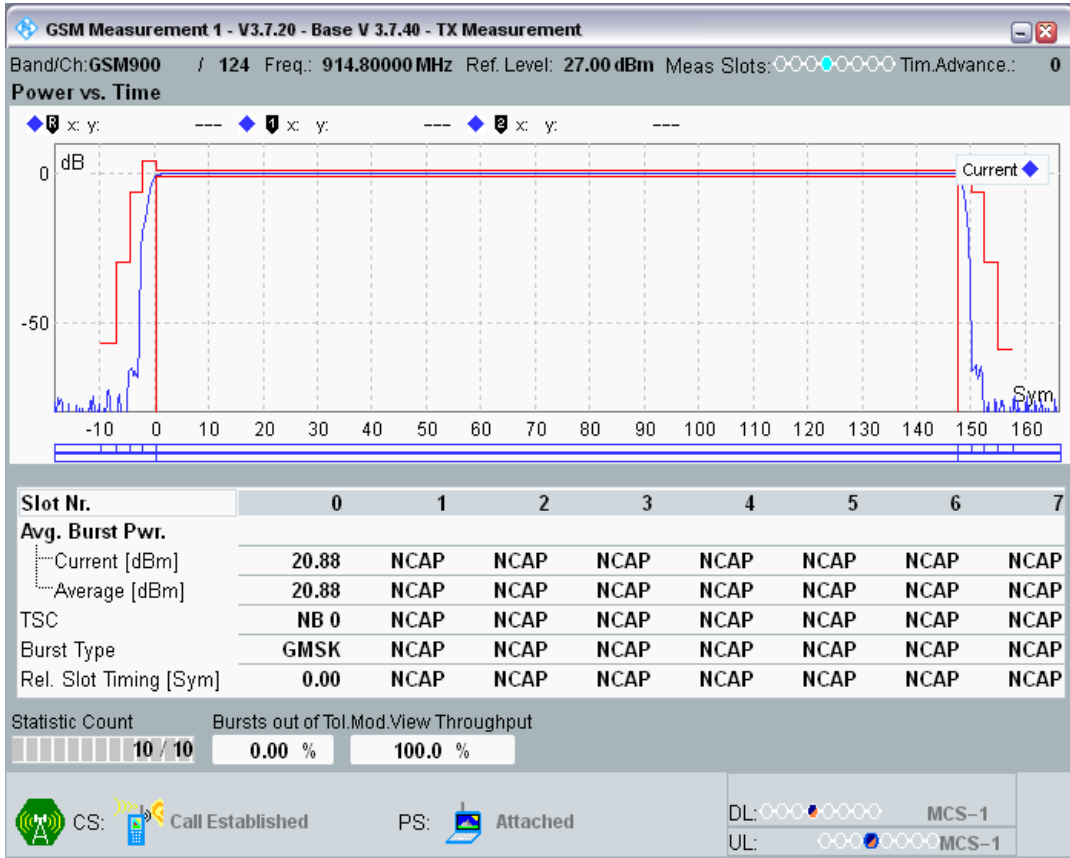 GSM Measurement 1 - V3.7.20 - Base V 3.7.40 - TX Measurement
Band/Ch:GSM900 / 124 Freq.: 914.80000 MHz Ref. Level: 27.00 dBm Meas Slots: Tim.Advance.: 0
Power vs. Time
R x: y: --- 1 x: y: --- 2 x: y: ---
dB
Current
0
-50
Sym
-10 0 10 20 30 40 50 60 70 80 90 100 110 120 130 140 150 160
Slot Nr. 0 1 2 3 4 5 6 7
Avg. Burst Pwr.
Current [dBm] 20.88 NCAP NCAP NCAP NCAP NCAP NCAP NCAP
Average [dBm] 20.88 NCAP NCAP NCAP NCAP NCAP NCAP NCAP
TSC NB 0 NCAP NCAP NCAP NCAP NCAP NCAP NCAP
Burst Type GMSK NCAP NCAP NCAP NCAP NCAP NCAP NCAP
Rel. Slot Timing [Sym] 0.00 NCAP NCAP NCAP NCAP NCAP NCAP NCAP
Statistic Count Bursts out of Tol.Mod.View Throughput
10 / 10 0.00 % 100.0 %
CS: Call Established PS: Attached
DL: MCS-1
UL: MCS-1